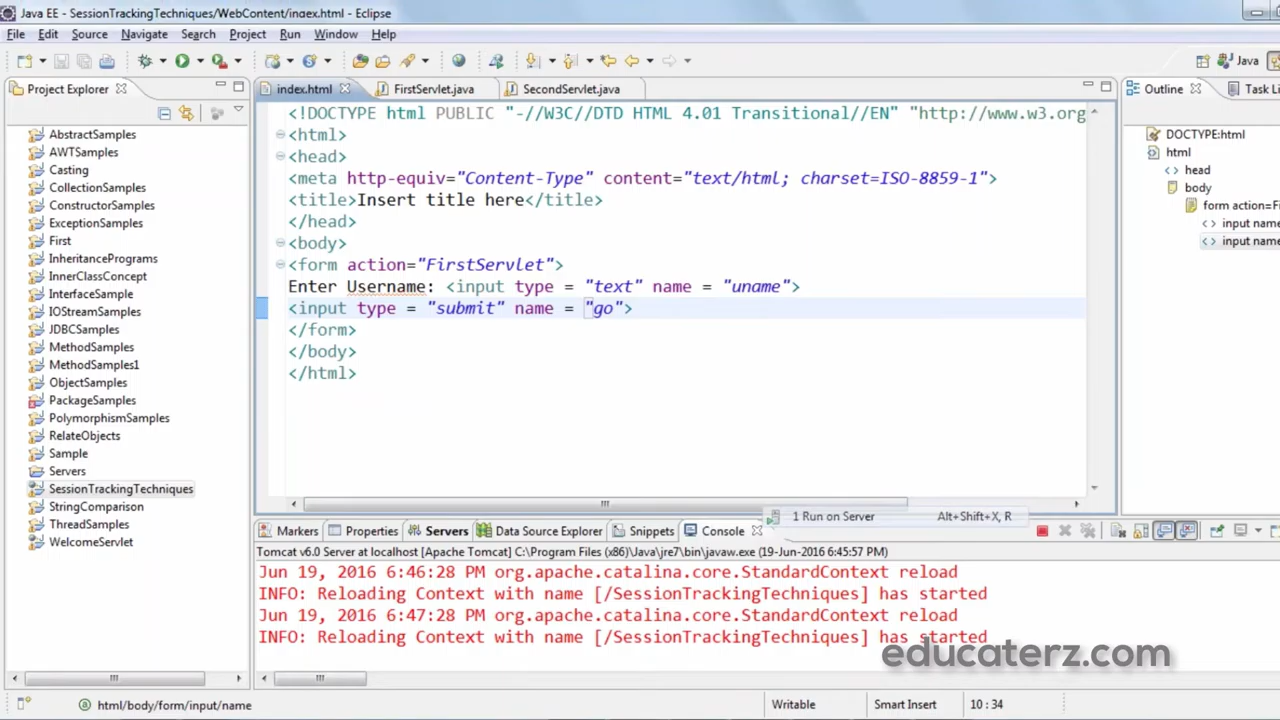 Java EE - SessionTrackingTechniques/WebContent/index.html - Eclipse
File Edit Source Navigate Search Project Run Window Help
Java
Project Explorer
index.html FirstServlet.java SecondServlet.java
Outline Task Li
AbstractSamples
AWTSamples
Casting
CollectionSamples
ConstructorSamples
ExceptionSamples
First
InheritancePrograms
InnerClassConcept
InterfaceSample
IOStreamSamples
JDBCSamples
MethodSamples
MethodSamples1
ObjectSamples
PackageSamples
PolymorphismSamples
RelateObjects
Sample
Servers
SessionTrackingTechniques
StringComparison
ThreadSamples
WelcomeServlet
<!DOCTYPE html PUBLIC "-//W3C//DTD HTML 4.01 Transitional//EN" "http://www.w3.org
<html>
<head>
<meta http-equiv="Content-Type" content="text/html; charset=ISO-8859-1">
<title>Insert title here</title>
</head>
<body>
<form action="FirstServlet">
Enter Username: <input type = "text" name = "uname">
<input type = "submit" name = "go">
</form>
</body>
</html>
DOCTYPE:html
html
head
body
form action=Fi
input name
input name
1 Run on Server Alt+Shift+X, R
Markers Properties Servers Data Source Explorer Snippets Console
Tomcat v6.0 Server at localhost [Apache Tomcat] C:\Program Files (x86)\Java\jre7\bin\javaw.exe (19-Jun-2016 6:45:57 PM)
Jun 19, 2016 6:46:28 PM org.apache.catalina.core.StandardContext reload
INFO: Reloading Context with name [/SessionTrackingTechniques] has started
Jun 19, 2016 6:47:28 PM org.apache.catalina.core.StandardContext reload
INFO: Reloading Context with name [/SessionTrackingTechniques] has started
educaterz.com
html/body/form/input/name
Writable
Smart Insert
10 : 34